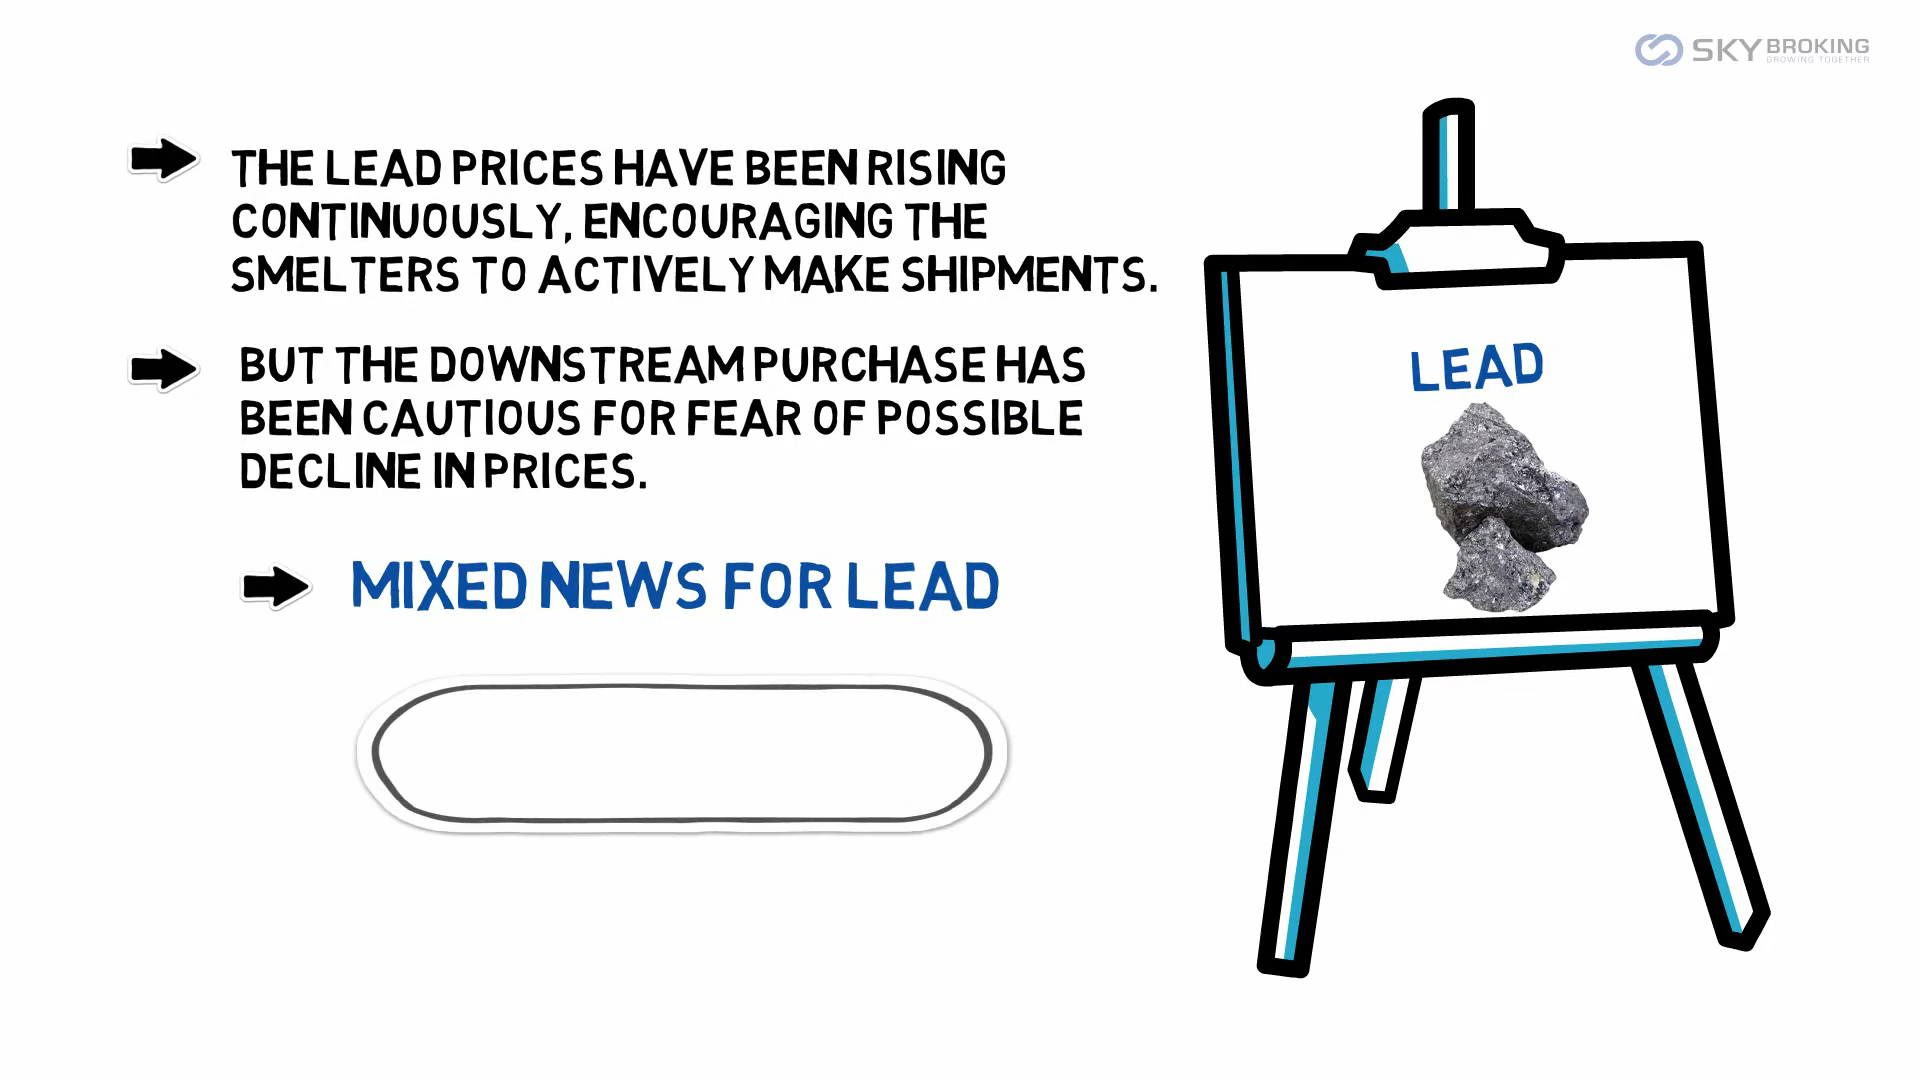 SKY BROKING
GROWING TOGETHER
THE LEAD PRICES HAVE BEEN RISING
CONTINUOUSLY, ENCOURAGING THE
SMELTERS TO ACTIVELY MAKE SHIPMENTS.
BUT THE DOWNSTREAM PURCHASE HAS
BEEN CAUTIOUS FOR FEAR OF POSSIBLE
DECLINE IN PRICES.
MIXED NEWS FOR LEAD
LEAD